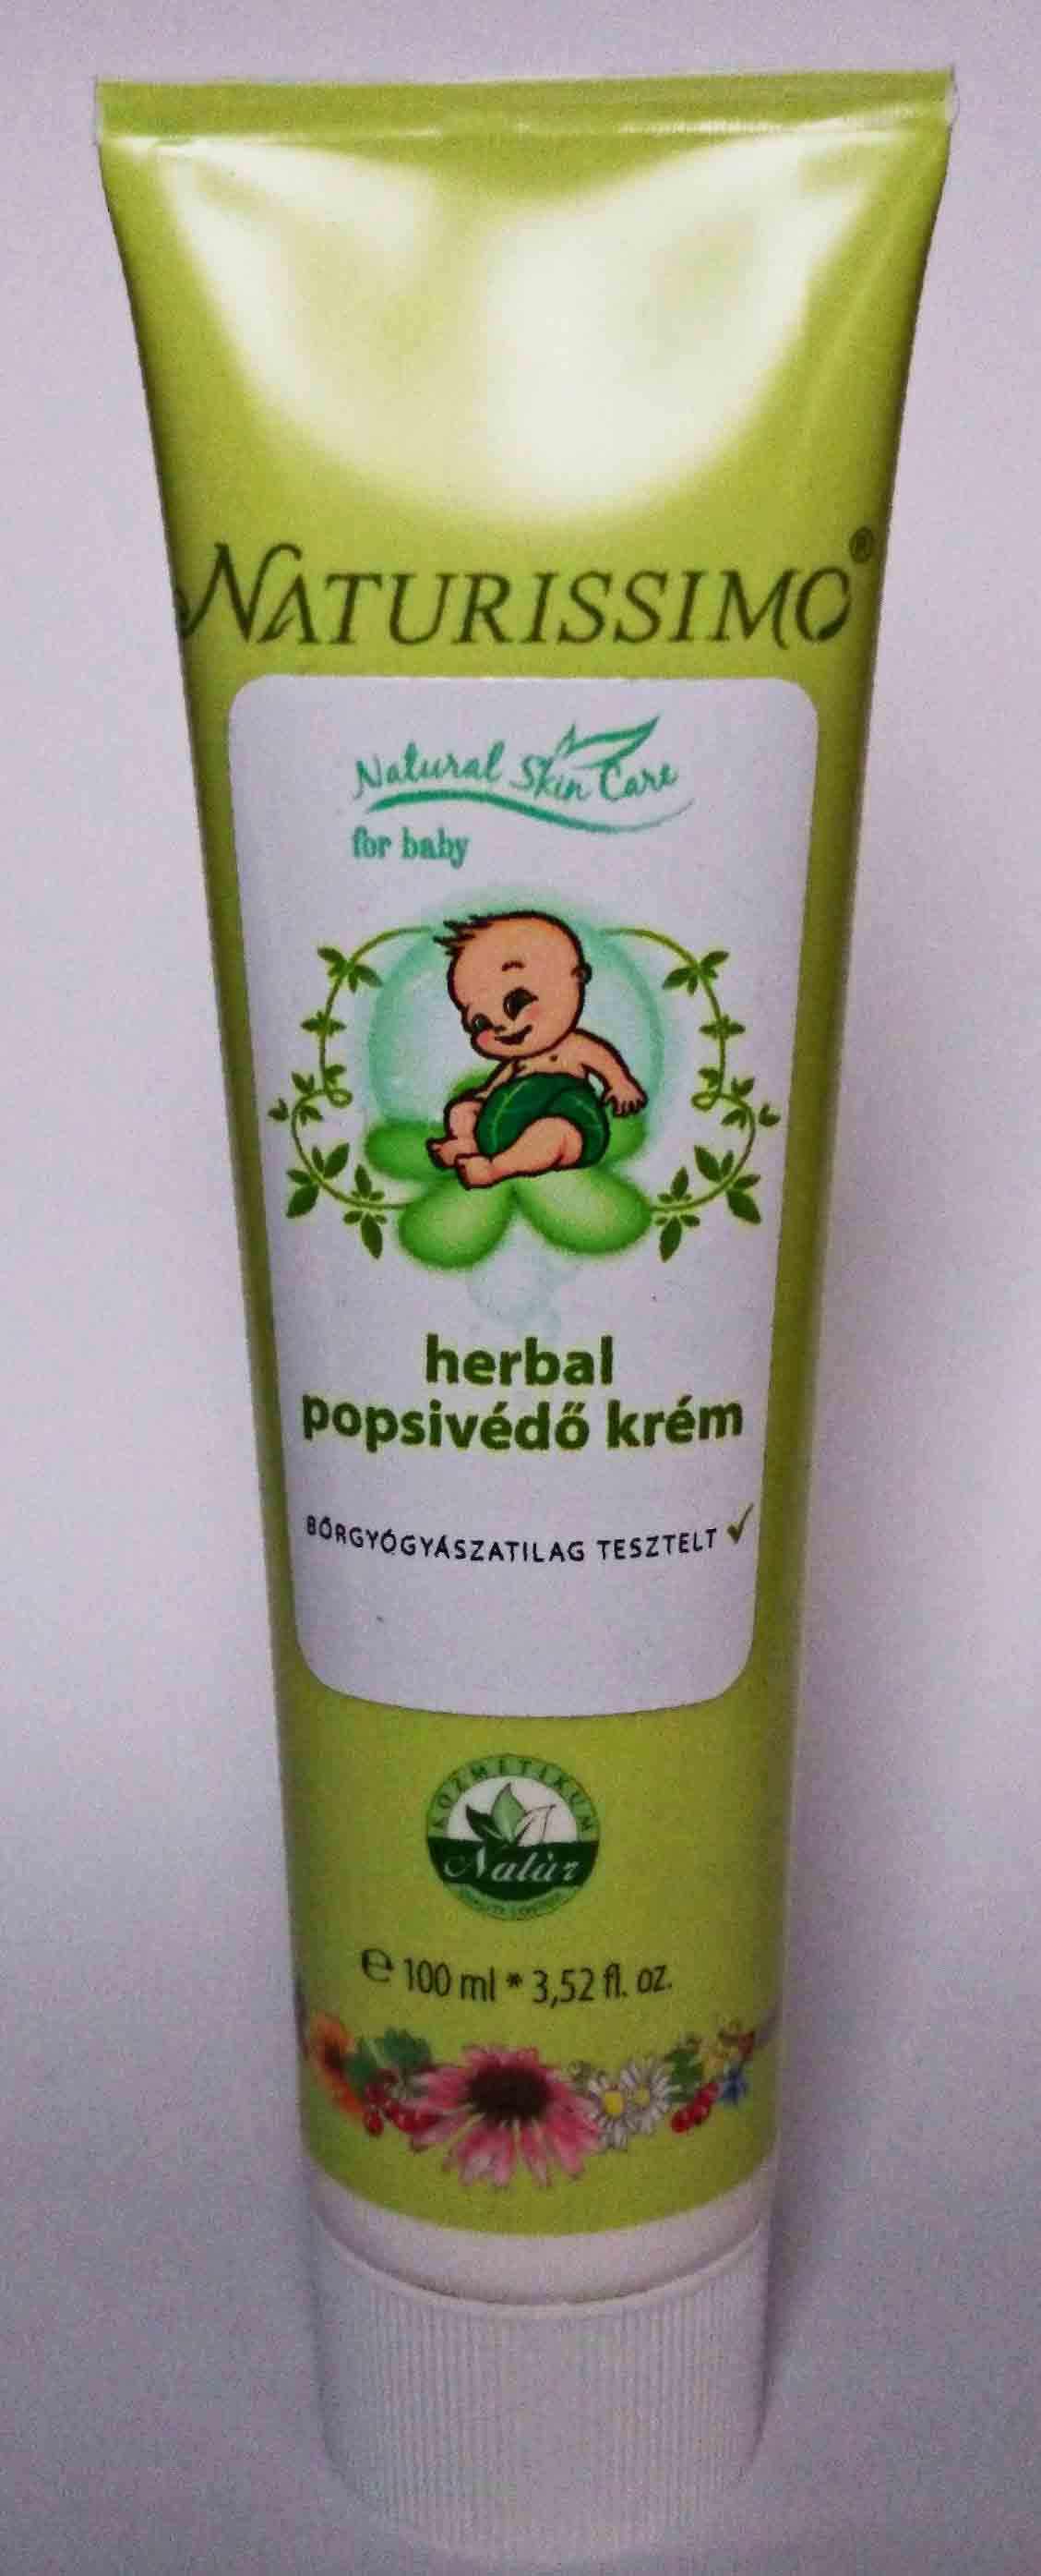 NATURISSIMO®
Natural Skin Care
for baby
herbal
popsivédő krém
BŐRGYÓGYÁSZATILAG TESZTELT ✓
KOZMETIKUM
Natúr
℮ 100 ml * 3,52 fl. oz.